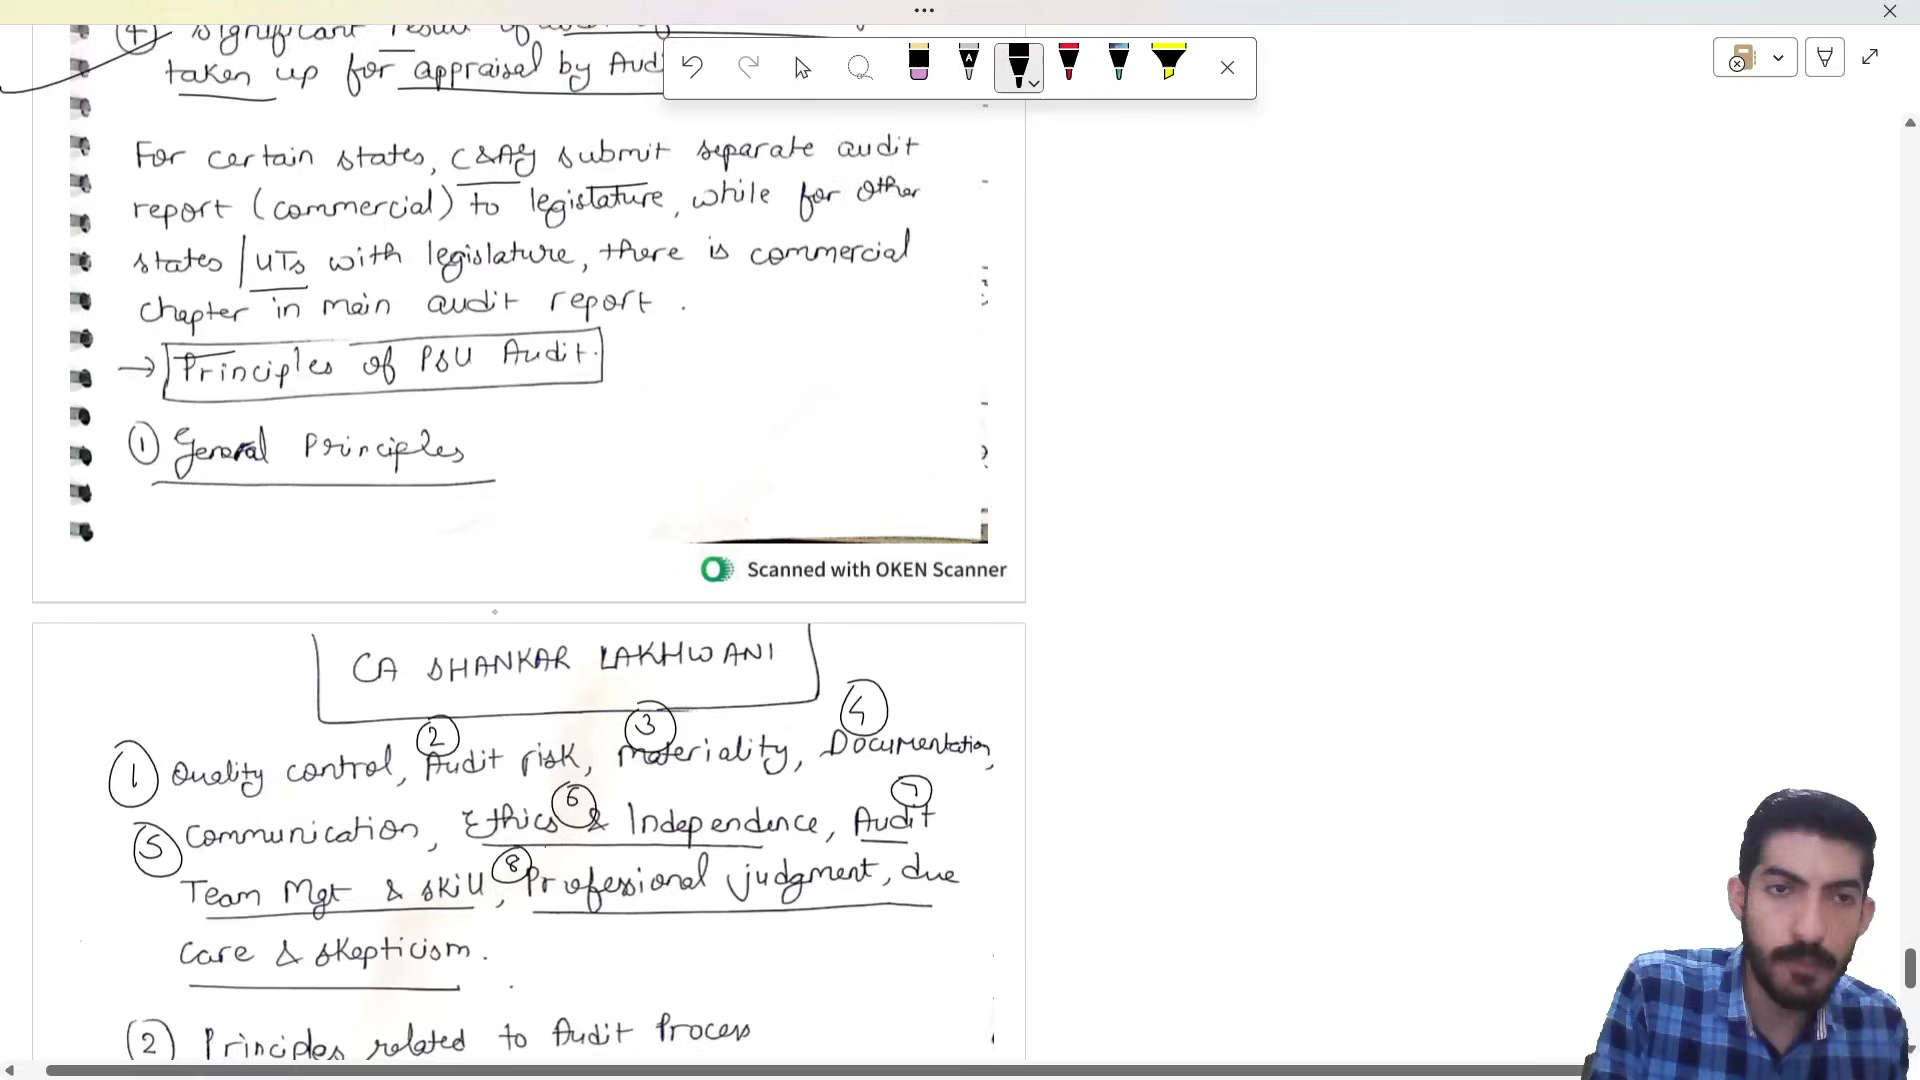 ④ Significant result of
taken up for appraisal by Aud
For certain states, C&AG submit separate audit
report (commercial) to legislature, while for other
states / UTs with legislature, there is commercial
chapter in main audit report.
→ Principles of PSU Audit.
① General Principles
Scanned with OKEN Scanner
CA SHANKAR LAKHWANI
① Quality control, ② Audit risk, ③ Materiality, ④ Documentation,
⑤ Communication, ⑥ Ethics & Independence, ⑦ Audit
Team Mgt & skill, ⑧ Professional judgment, due
care & skepticism.
② Principles related to Audit Process